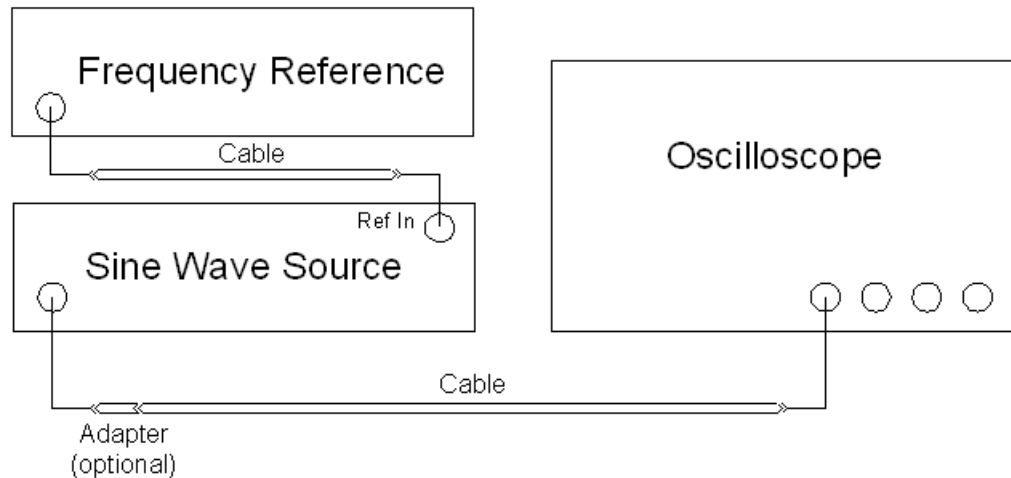 Frequency Reference
Cable
Ref In
Sine Wave Source
Oscilloscope
Cable
Adapter
(optional)